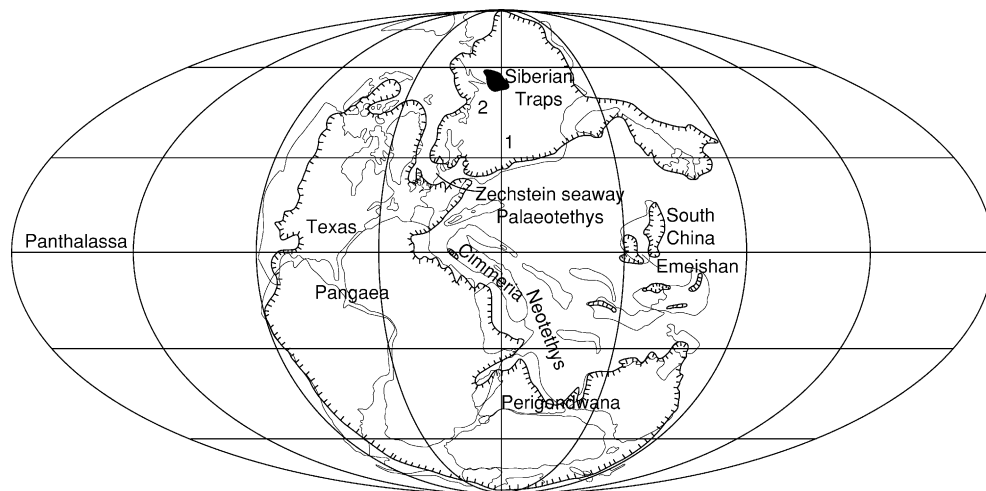 Siberian
Traps
2
1
Zechstein seaway
Palaeotethys
Texas
South
China
Panthalassa
Emeishan
Cimmeria
Pangaea
Neotethys
Perigondwana